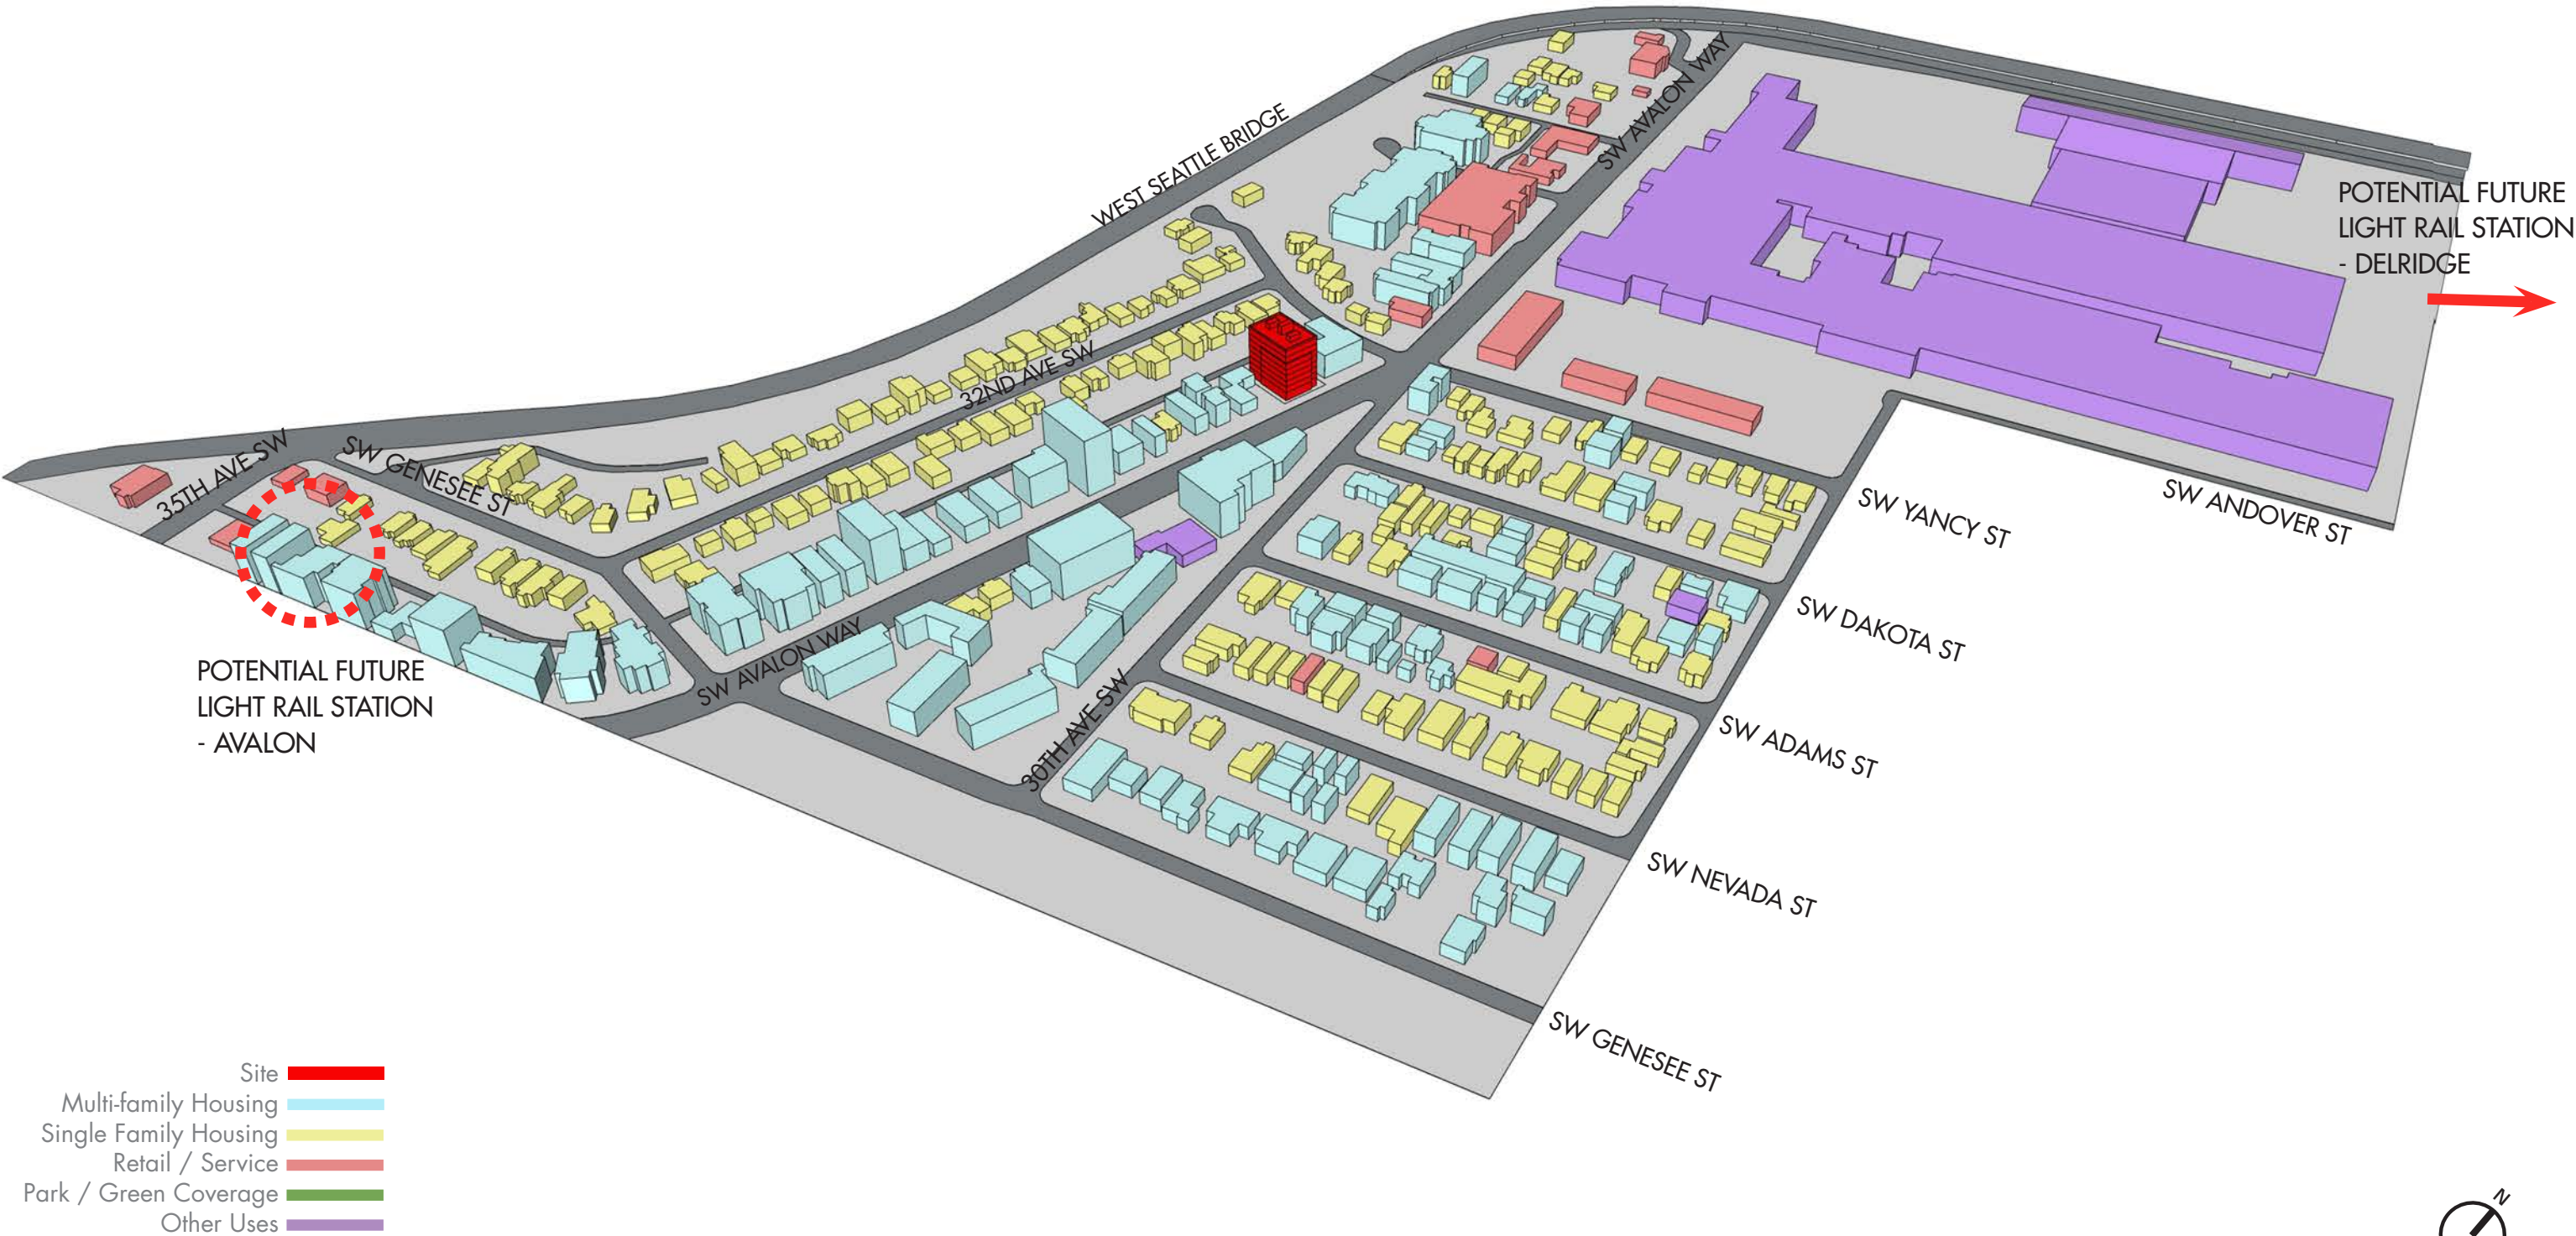 WEST SEATTLE BRIDGE
SW AVALON WAY
SW AVALON WAY
POTENTIAL FUTURE
LIGHT RAIL STATION
- DELRIDGE
32ND AVE SW
35TH AVE SW
SW GENESEE ST
SW YANCY ST
SW ANDOVER ST
SW DAKOTA ST
POTENTIAL FUTURE
LIGHT RAIL STATION
- AVALON
SW AVALON WAY
30TH AVE SW
SW ADAMS ST
SW NEVADA ST
SW GENESEE ST
Site
Multi-family Housing
Single Family Housing
Retail / Service
Park / Green Coverage
Other Uses
N